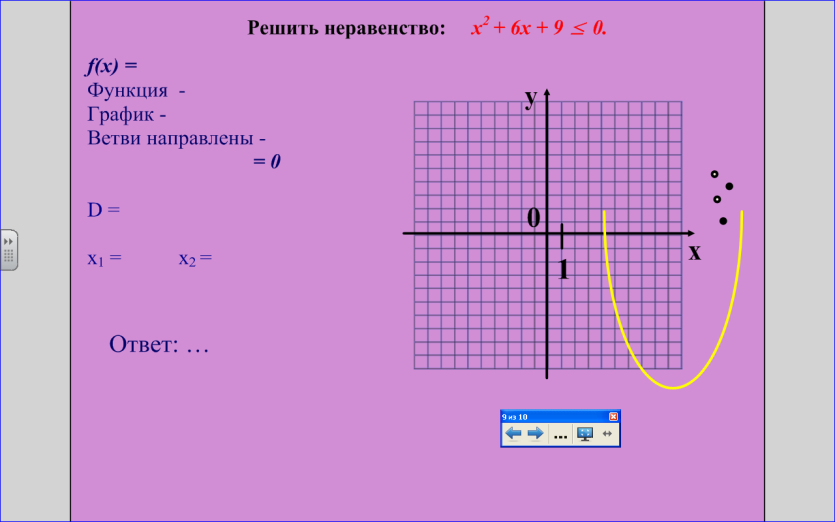 Решить неравенство: x² + 6x + 9 ≤ 0.
f(x) =
Функция -
График -
Ветви направлены -
= 0
D =
x₁ = x₂ =
Ответ: …
y
0
x
1
9 из 10